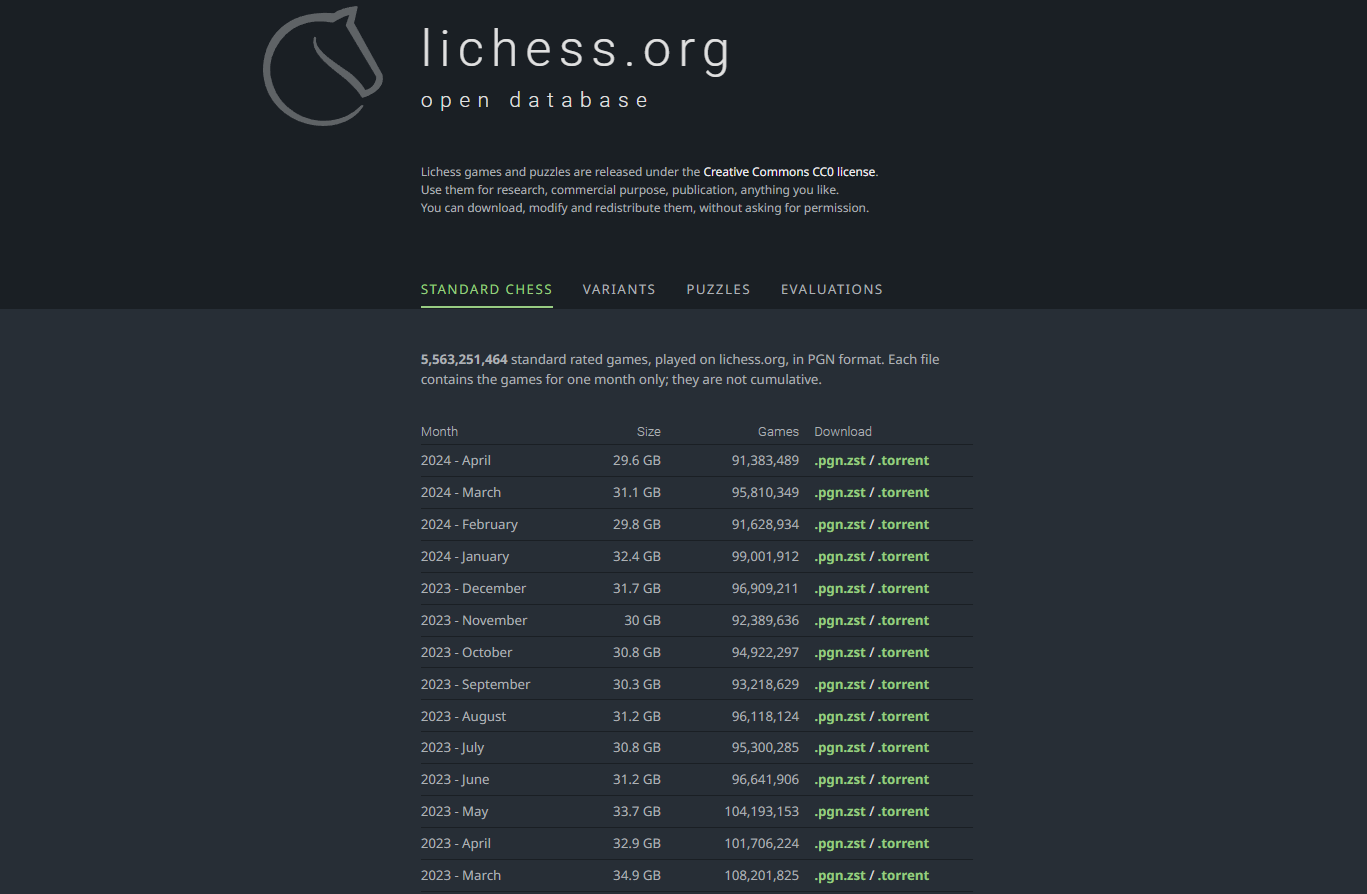 lichess.org
open database
Lichess games and puzzles are released under the Creative Commons CC0 license.
Use them for research, commercial purpose, publication, anything you like.
You can download, modify and redistribute them, without asking for permission.
STANDARD CHESS VARIANTS PUZZLES EVALUATIONS
5,563,251,464 standard rated games, played on lichess.org, in PGN format. Each file
contains the games for one month only; they are not cumulative.
Month Size Games Download
2024 - April 29.6 GB 91,383,489 .pgn.zst / .torrent
2024 - March 31.1 GB 95,810,349 .pgn.zst / .torrent
2024 - February 29.8 GB 91,628,934 .pgn.zst / .torrent
2024 - January 32.4 GB 99,001,912 .pgn.zst / .torrent
2023 - December 31.7 GB 96,909,211 .pgn.zst / .torrent
2023 - November 30 GB 92,389,636 .pgn.zst / .torrent
2023 - October 30.8 GB 94,922,297 .pgn.zst / .torrent
2023 - September 30.3 GB 93,218,629 .pgn.zst / .torrent
2023 - August 31.2 GB 96,118,124 .pgn.zst / .torrent
2023 - July 30.8 GB 95,300,285 .pgn.zst / .torrent
2023 - June 31.2 GB 96,641,906 .pgn.zst / .torrent
2023 - May 33.7 GB 104,193,153 .pgn.zst / .torrent
2023 - April 32.9 GB 101,706,224 .pgn.zst / .torrent
2023 - March 34.9 GB 108,201,825 .pgn.zst / .torrent